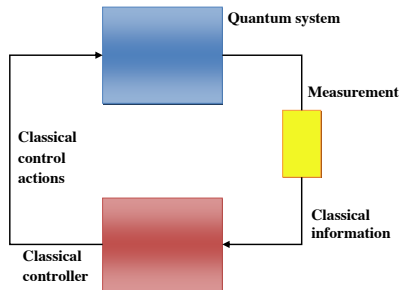 Quantum system
Measurement
Classical
control
actions
Classical
information
Classical
controller